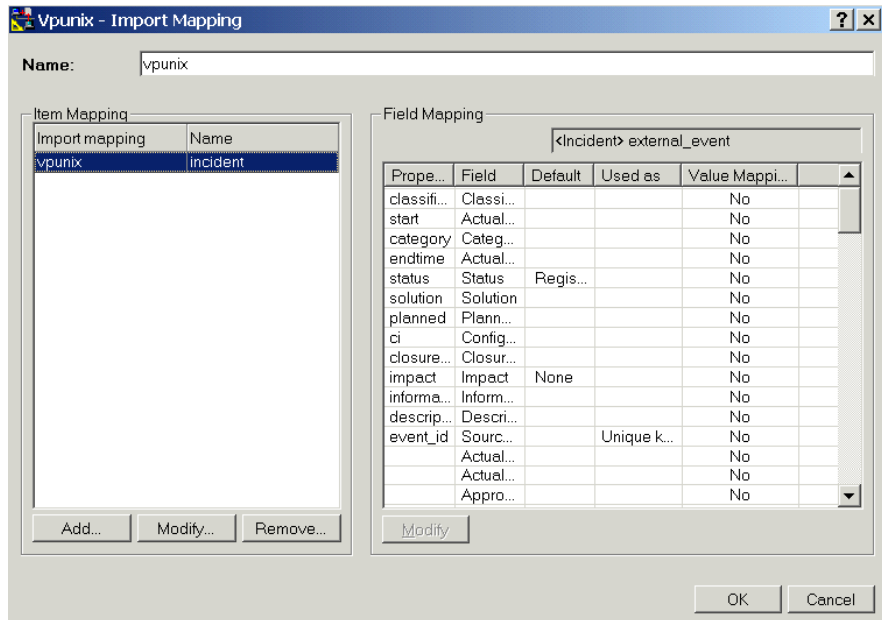 Vpunix - Import Mapping
Name: vpunix
Item Mapping
Import mapping Name
vpunix incident
Add... Modify... Remove...
Field Mapping
<Incident> external_event
Prope... Field Default Used as Value Mappi...
classifi... Classi... No
start Actual... No
category Categ... No
endtime Actual... No
status Status Regis... No
solution Solution No
planned Plann... No
ci Config... No
closure... Closur... No
impact Impact None No
informa... Inform... No
descrip... Descri... No
event_id Sourc... Unique k... No
Actual... No
Actual... No
Appro... No
Modify
OK Cancel